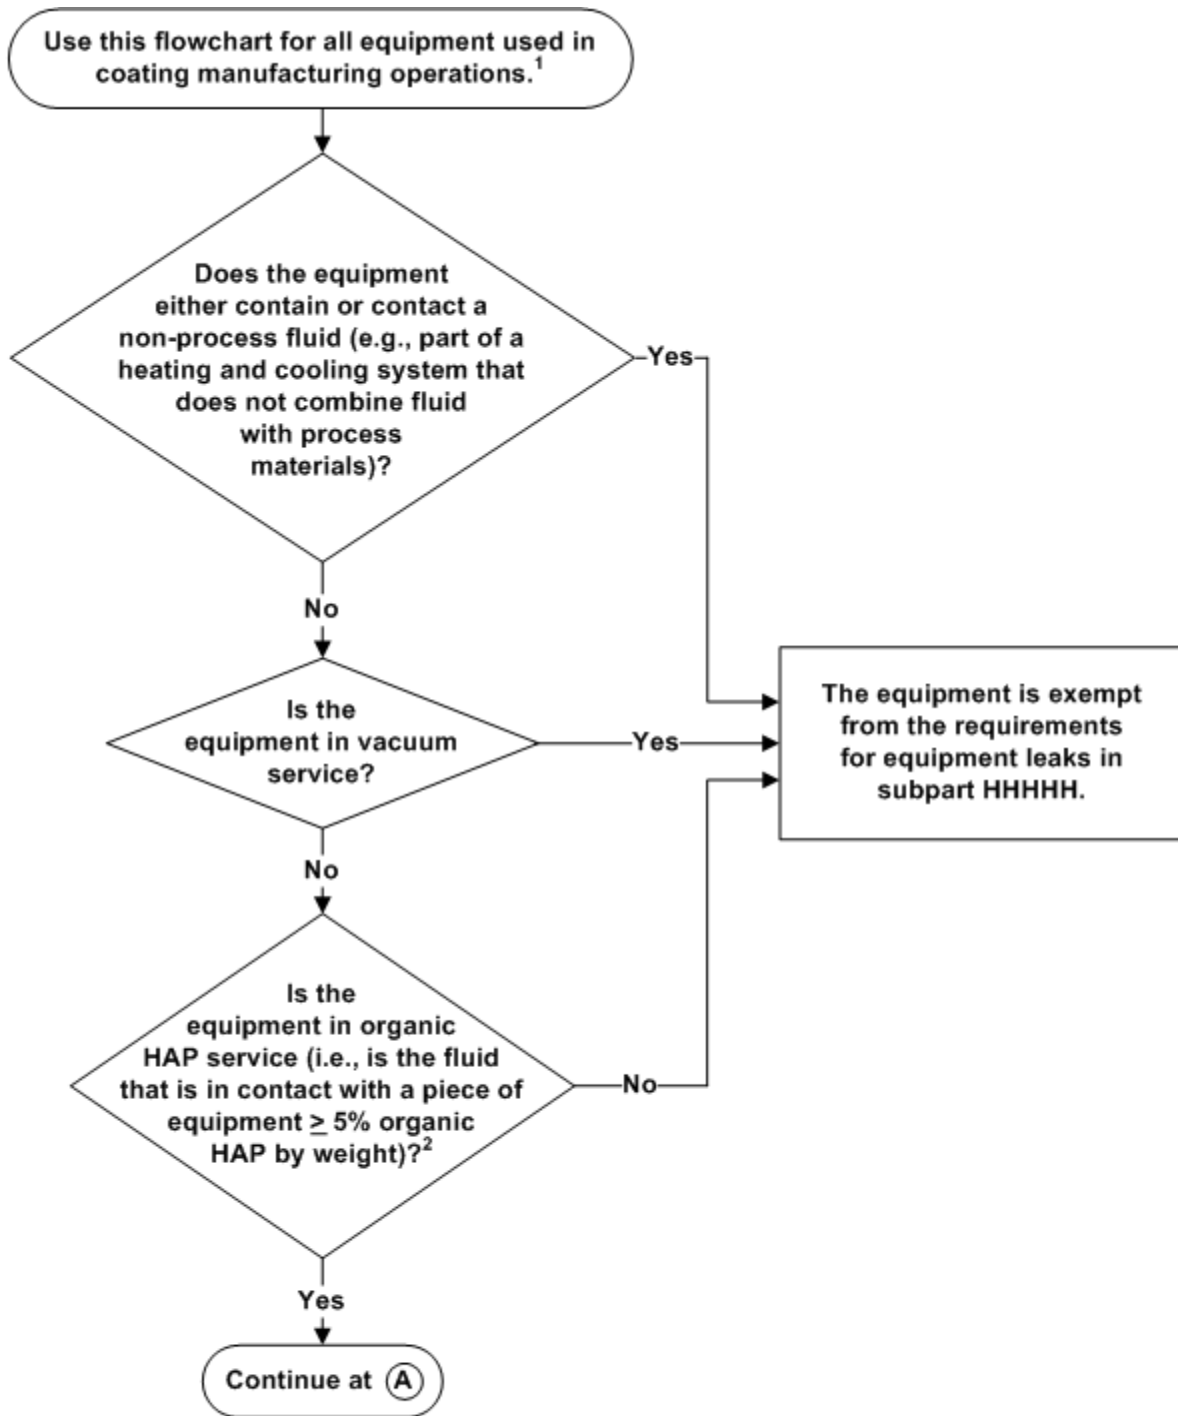 Use this flowchart for all equipment used in
coating manufacturing operations.1
Does the equipment
either contain or contact a
non-process fluid (e.g., part of a
heating and cooling system that
does not combine fluid
with process
materials)?
Yes
No
Is the
equipment in vacuum
service?
Yes
The equipment is exempt
from the requirements
for equipment leaks in
subpart HHHHH.
No
Is the
equipment in organic
HAP service (i.e., is the fluid
that is in contact with a piece of
equipment ≥ 5% organic
HAP by weight)?2
No
Yes
Continue at A